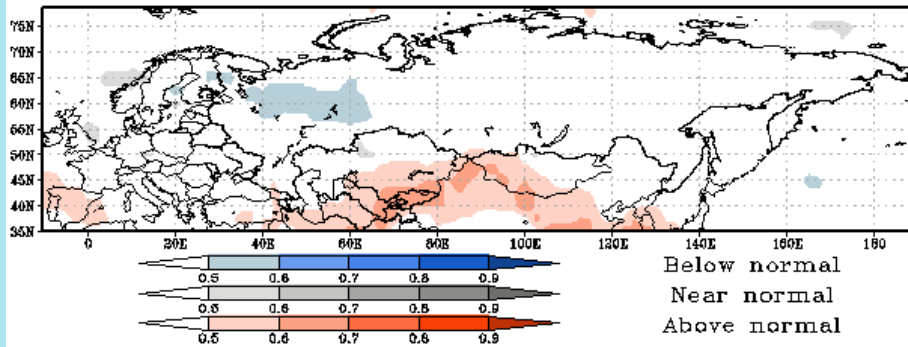 75N
70N
65N
60N
55N
50N
45N
40N
35N
0 20E 40E 60E 80E 100E 120E 140E 160E 180
0.5 0.6 0.7 0.8 0.9 Below normal
0.5 0.6 0.7 0.8 0.9 Near normal
0.5 0.6 0.7 0.8 0.9 Above normal